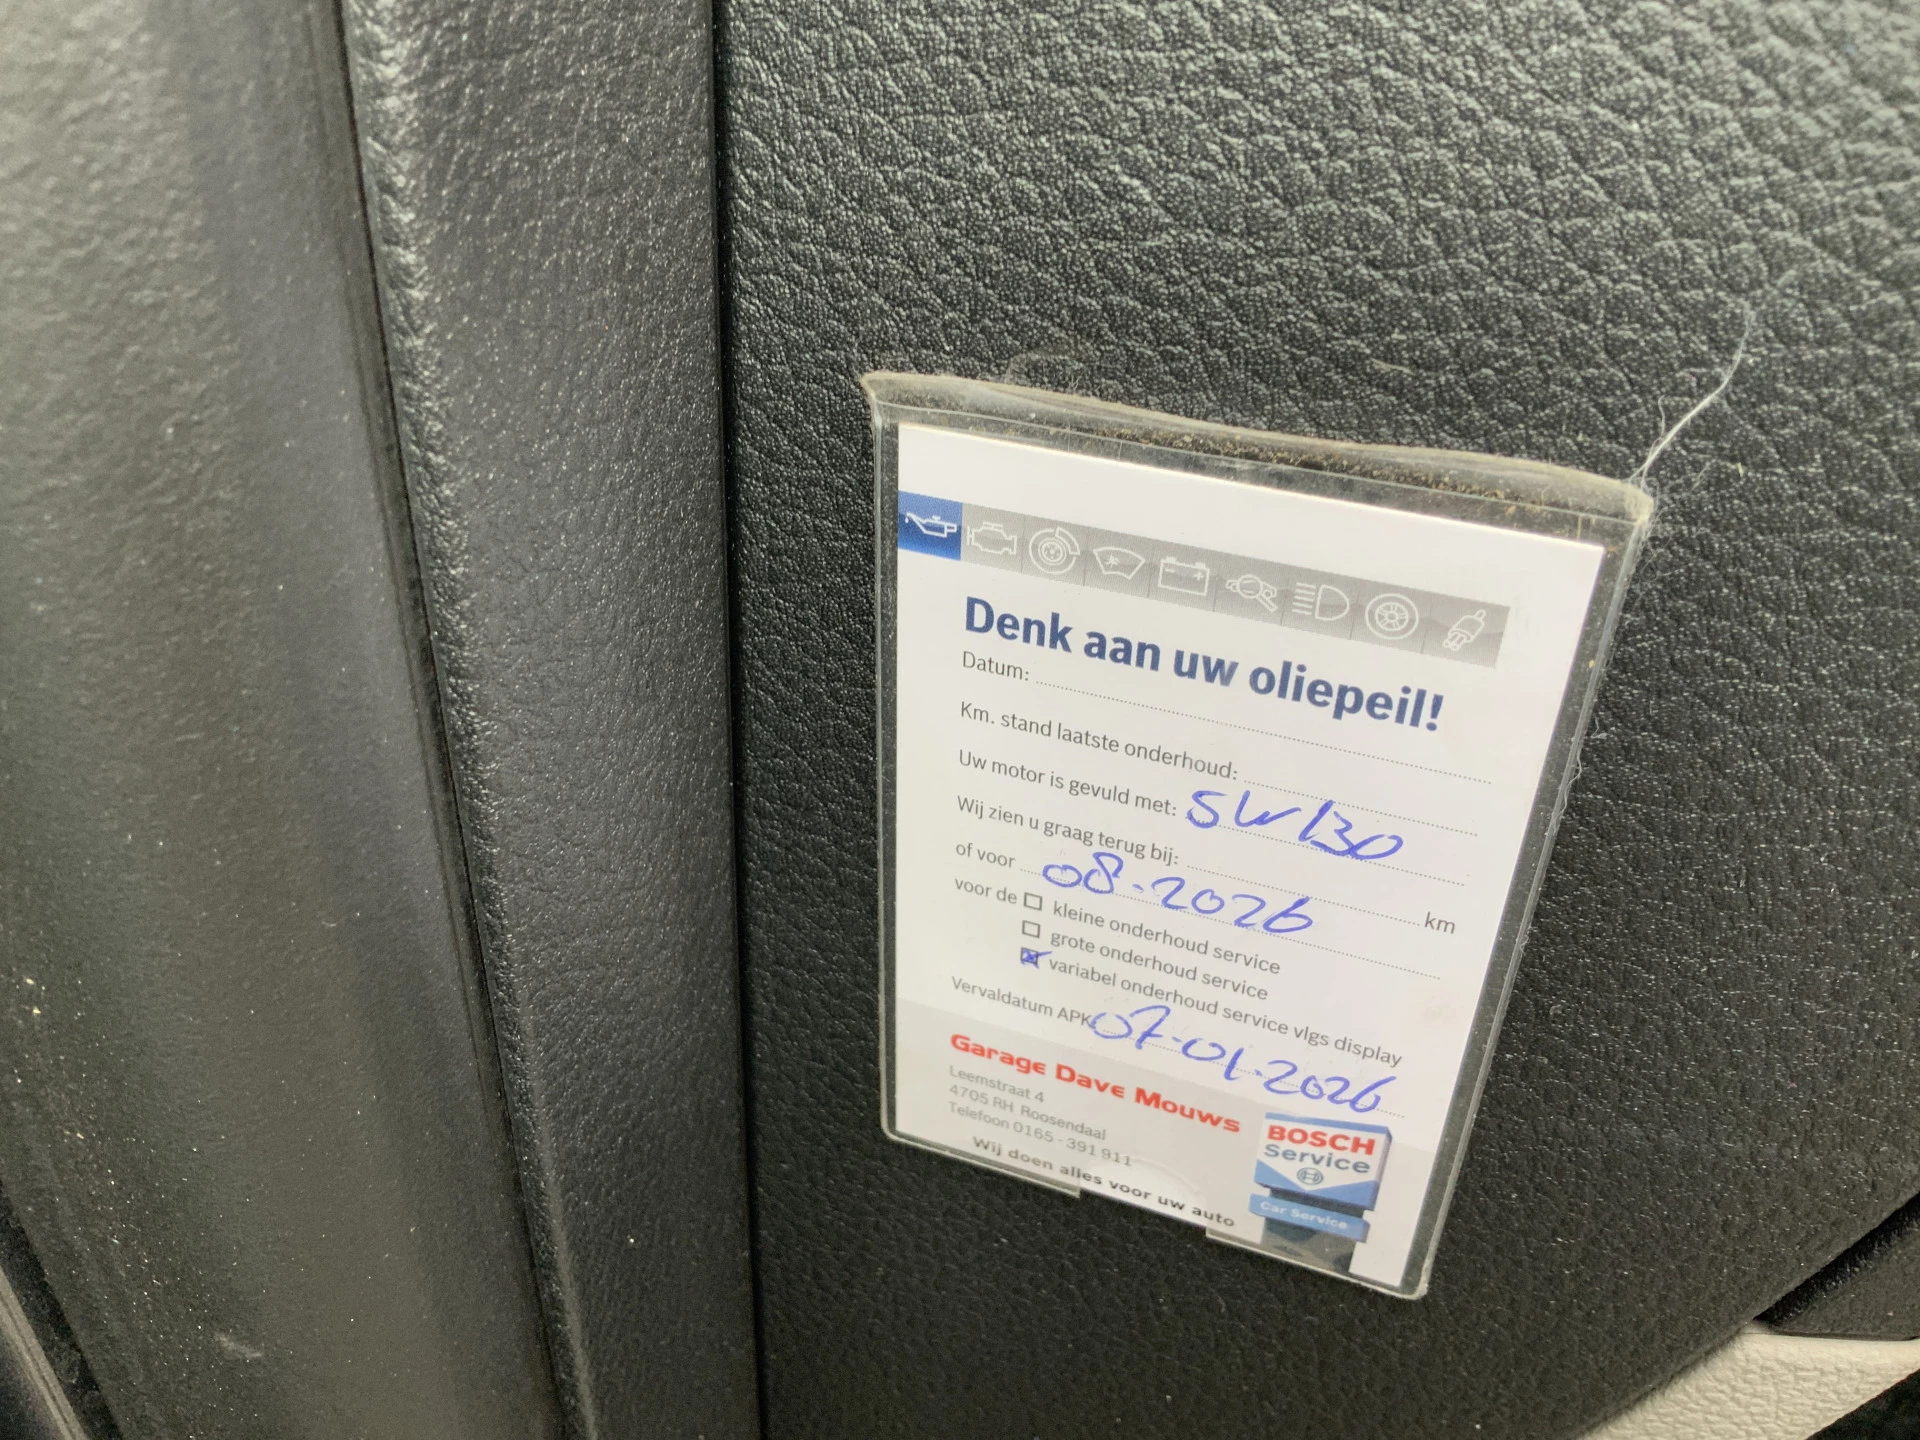 Denk aan uw oliepeil!
Datum:
Km. stand laatste onderhoud:
Uw motor is gevuld met: 5W/30
Wij zien u graag terug bij: km
of voor 08-2026
voor de kleine onderhoud service
grote onderhoud service
variabel onderhoud service vlgs display
Vervaldatum APK 07-01-2026
Garage Dave Mouws
Leemstraat 4
4705 RH Roosendaal
Telefoon 0165 - 391 911
Wij doen alles voor uw auto
BOSCH
Service
Car Service